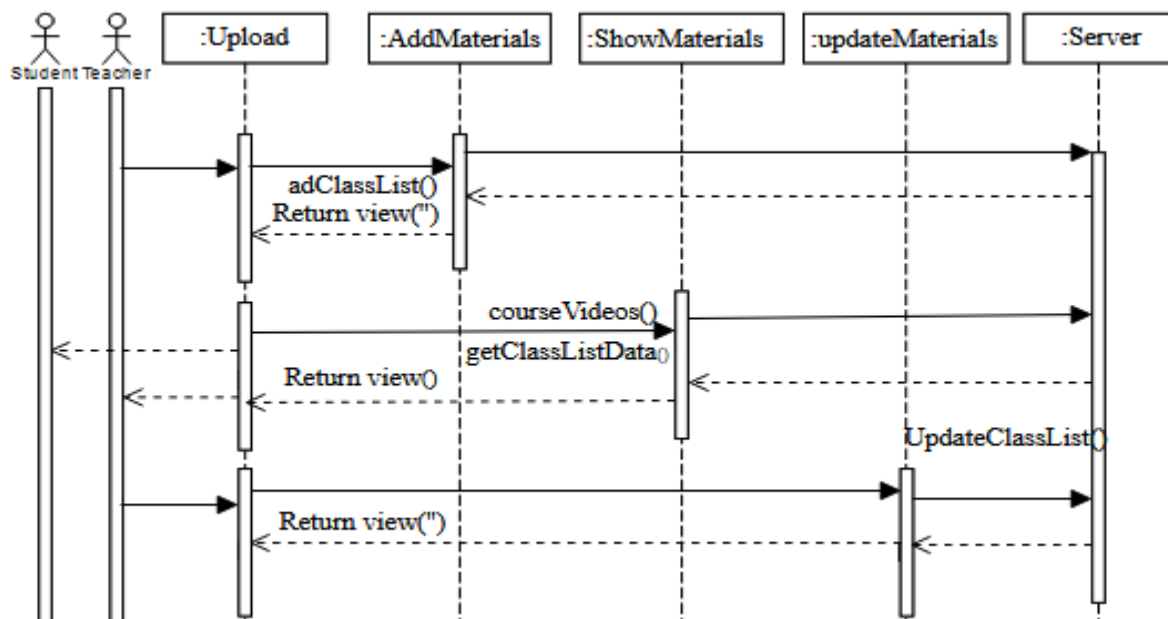 Student Teacher :Upload :AddMaterials :ShowMaterials :updateMaterials :Server
adClassList()
Return view('')
courseVideos()
getClassListData()
Return view()
UpdateClassList()
Return view('')